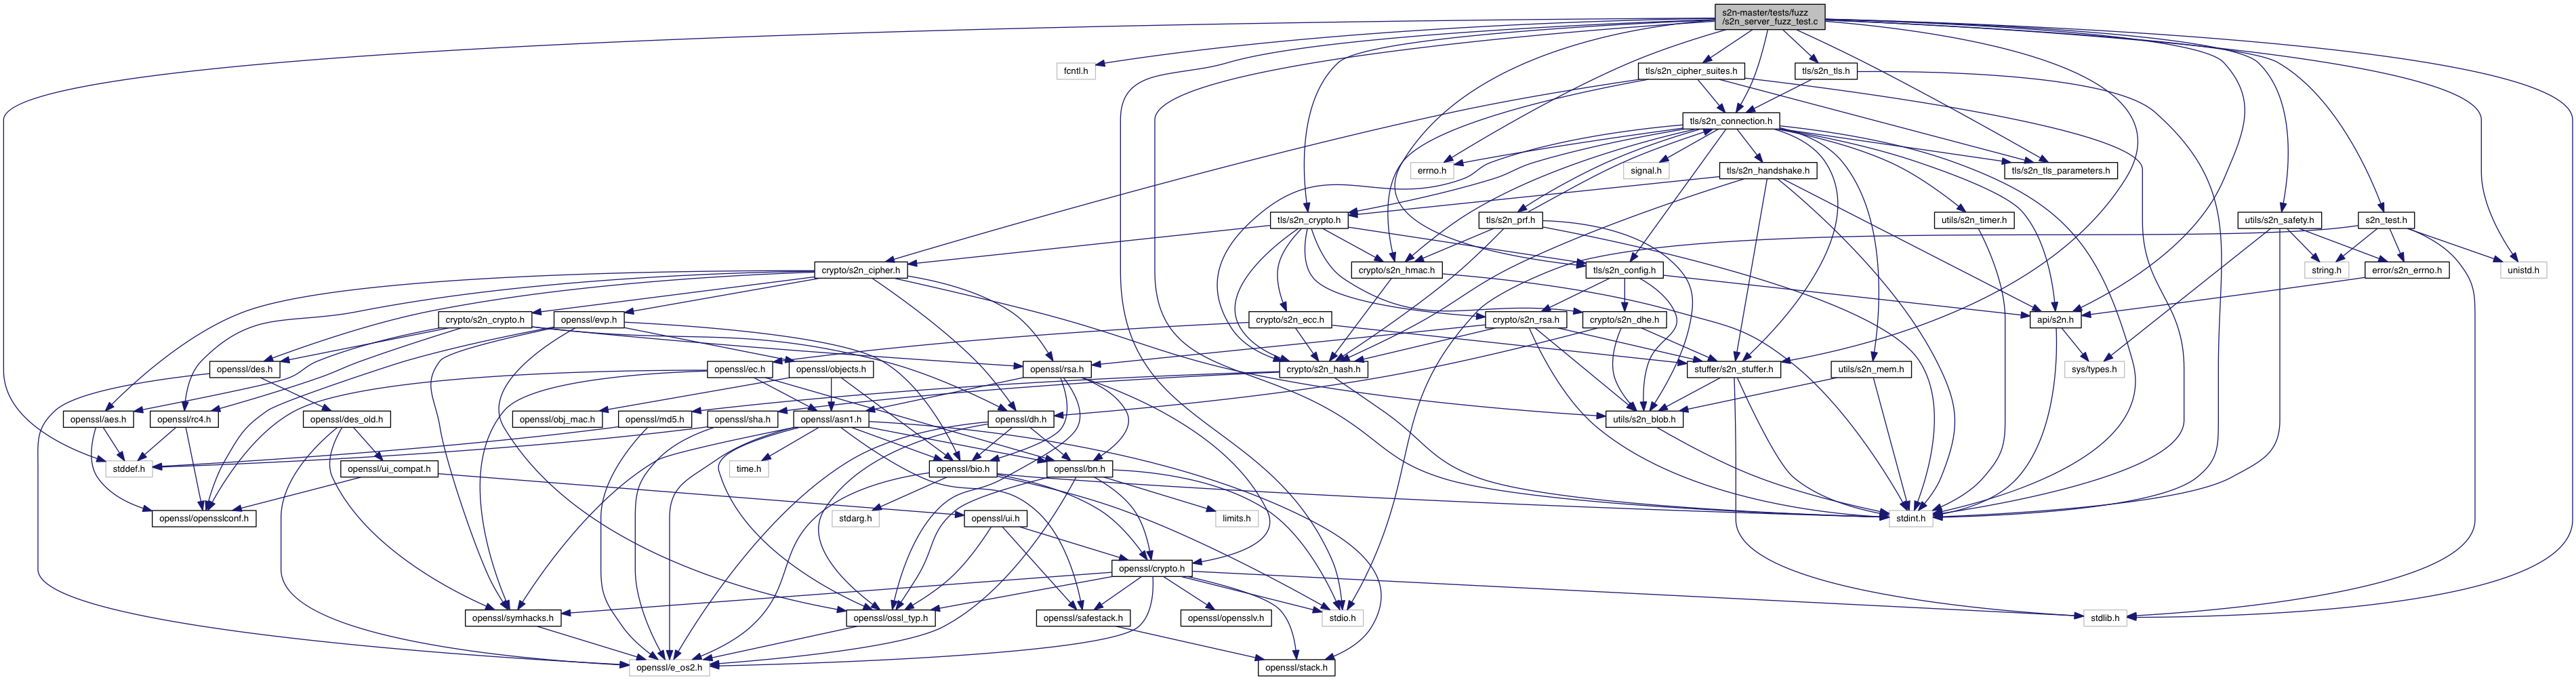 s2n-master/tests/fuzz
/s2n_server_fuzz_test.c
fcntl.h
tls/s2n_cipher_suites.h
tls/s2n_tls.h
tls/s2n_connection.h
errno.h
signal.h
tls/s2n_handshake.h
tls/s2n_tls_parameters.h
tls/s2n_crypto.h
tls/s2n_prf.h
utils/s2n_timer.h
utils/s2n_safety.h
s2n_test.h
crypto/s2n_cipher.h
crypto/s2n_hmac.h
tls/s2n_config.h
string.h
error/s2n_errno.h
unistd.h
crypto/s2n_crypto.h
openssl/evp.h
crypto/s2n_ecc.h
crypto/s2n_rsa.h
crypto/s2n_dhe.h
api/s2n.h
openssl/des.h
openssl/ec.h
openssl/objects.h
openssl/rsa.h
crypto/s2n_hash.h
stuffer/s2n_stuffer.h
utils/s2n_mem.h
sys/types.h
openssl/aes.h
openssl/rc4.h
openssl/des_old.h
openssl/obj_mac.h
openssl/md5.h
openssl/sha.h
openssl/asn1.h
openssl/dh.h
utils/s2n_blob.h
stddef.h
openssl/ui_compat.h
time.h
openssl/bio.h
openssl/bn.h
openssl/opensslconf.h
stdarg.h
openssl/ui.h
limits.h
stdint.h
openssl/crypto.h
openssl/symhacks.h
openssl/ossl_typ.h
openssl/safestack.h
openssl/opensslv.h
stdio.h
stdlib.h
openssl/e_os2.h
openssl/stack.h